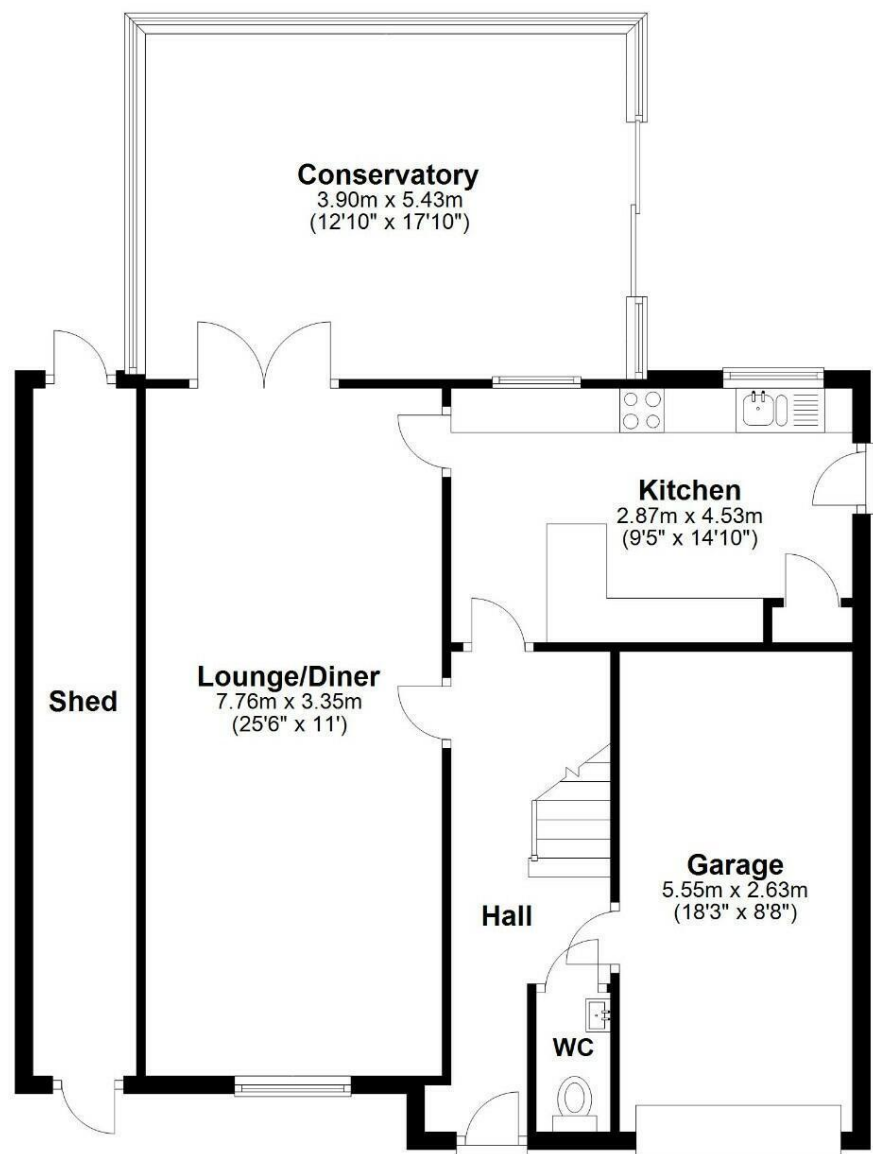 Conservatory
3.90m x 5.43m
(12'10" x 17'10")
Kitchen
2.87m x 4.53m
(9'5" x 14'10")
Lounge/Diner
7.76m x 3.35m
(25'6" x 11')
Shed
Garage
5.55m x 2.63m
(18'3" x 8'8")
Hall
WC